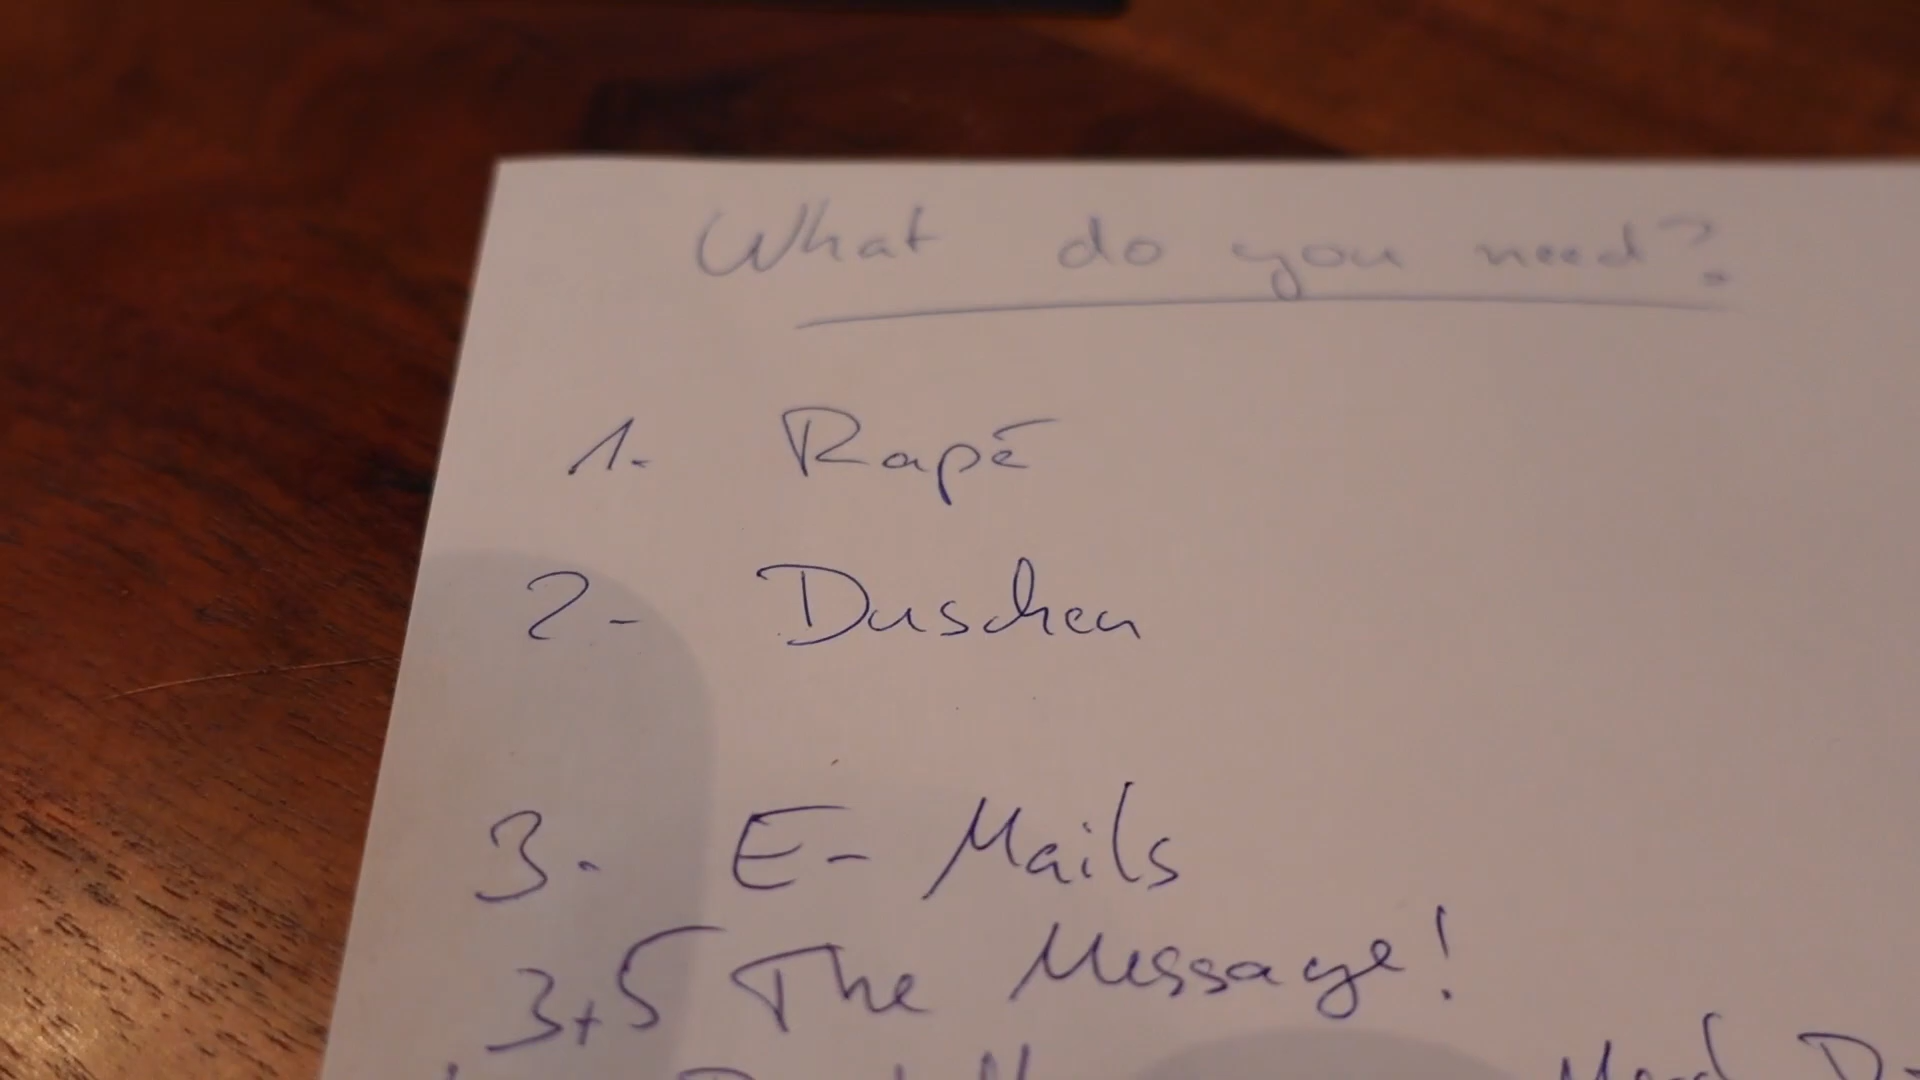 What do you need?
1. Rapé
2- Duschen
3. E-Mails
3+5 The Message!